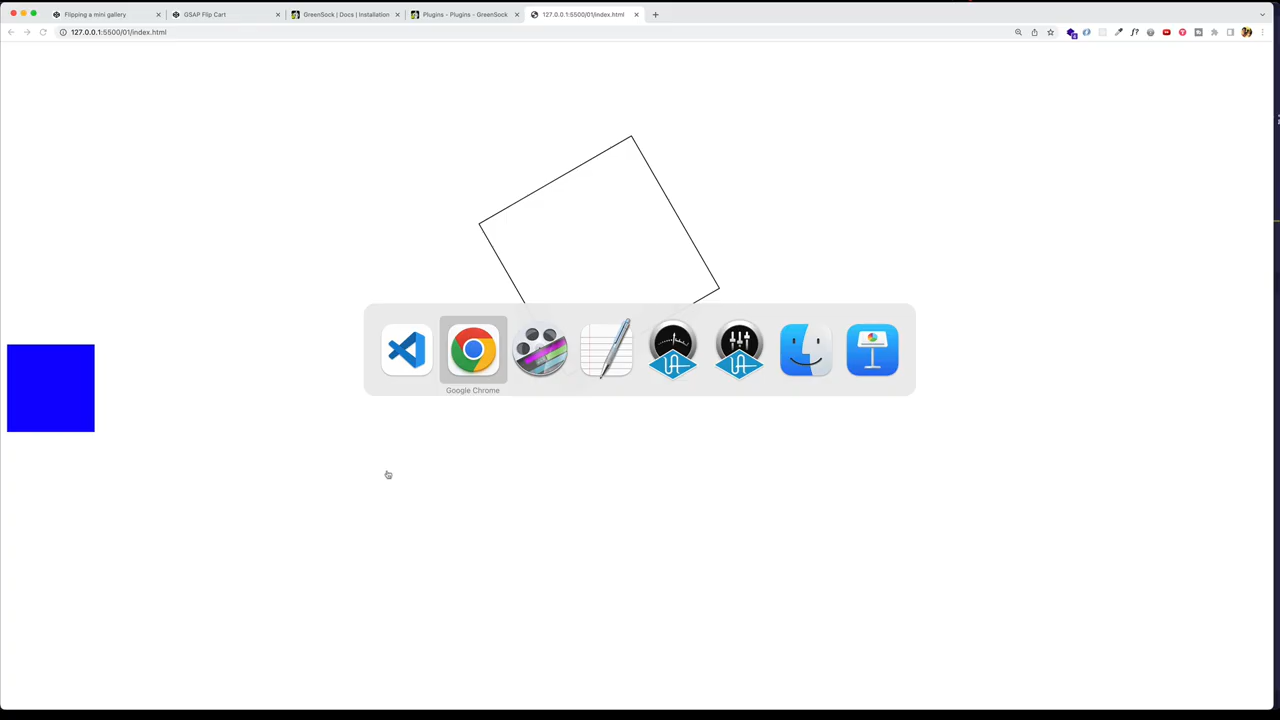 Flipping a mini gallery
GSAP Flip Cart
GreenSock | Docs | Installation
Plugins - Plugins - GreenSock
127.0.0.1:5500/01/index.html
127.0.0.1:5500/01/index.html
Google Chrome